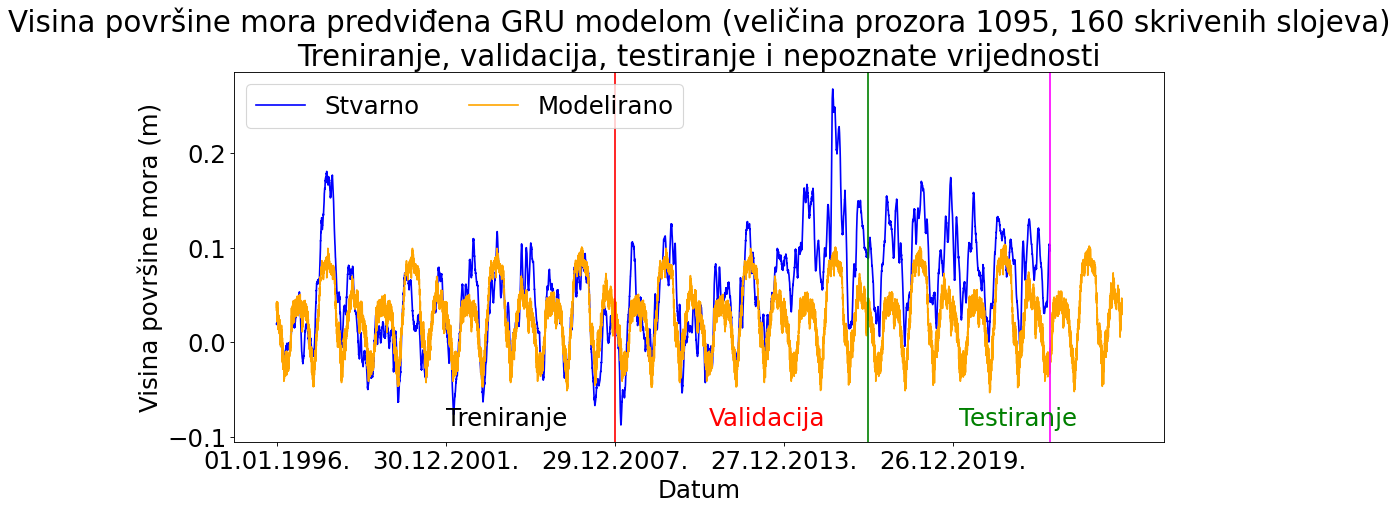 Visina površine mora predviđena GRU modelom (veličina prozora 1095, 160 skrivenih slojeva)
Treniranje, validacija, testiranje i nepoznate vrijednosti
Stvarno
Modelirano
Visina površine mora (m)
0.2
0.1
0.0
−0.1
Treniranje
Validacija
Testiranje
01.01.1996.
30.12.2001.
29.12.2007.
27.12.2013.
26.12.2019.
Datum